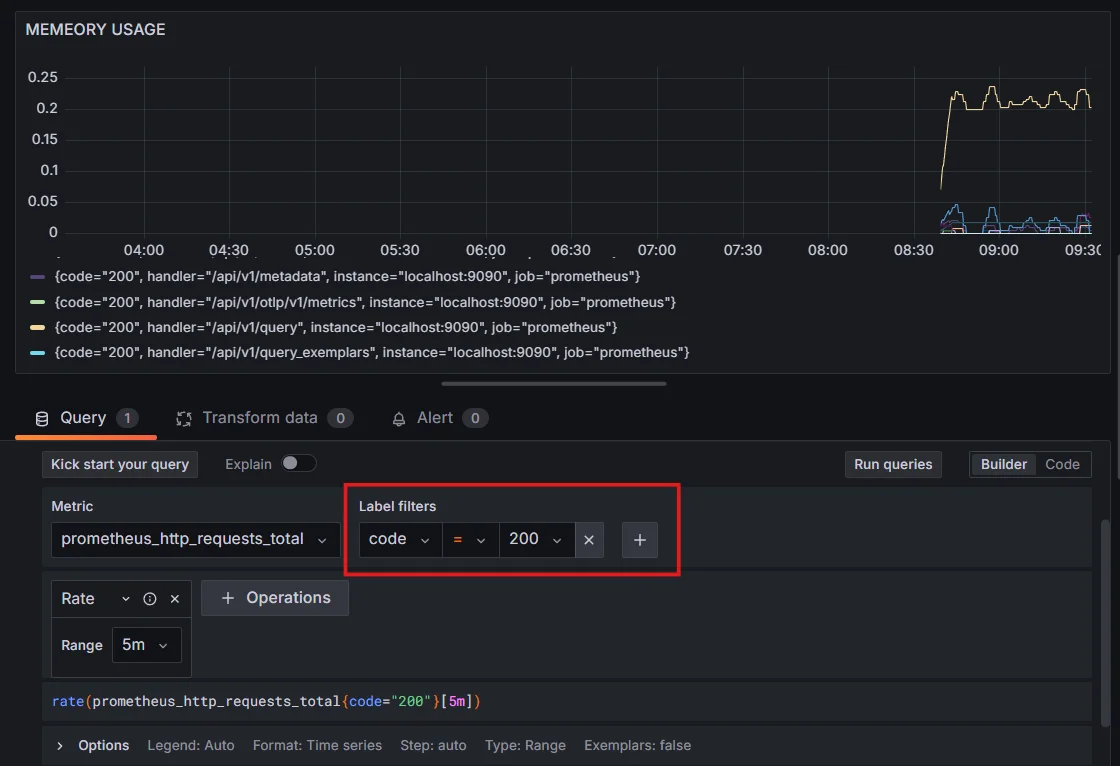 MEMEORY USAGE
0.25
0.2
0.15
0.1
0.05
0
04:00 04:30 05:00 05:30 06:00 06:30 07:00 07:30 08:00 08:30 09:00 09:30
{code="200", handler="/api/v1/metadata", instance="localhost:9090", job="prometheus"}
{code="200", handler="/api/v1/otlp/v1/metrics", instance="localhost:9090", job="prometheus"}
{code="200", handler="/api/v1/query", instance="localhost:9090", job="prometheus"}
{code="200", handler="/api/v1/query_exemplars", instance="localhost:9090", job="prometheus"}
Query 1 Transform data 0 Alert 0
Kick start your query Explain Run queries Builder Code
Metric Label filters
prometheus_http_requests_total code = 200
Rate + Operations
Range 5m
rate(prometheus_http_requests_total{code="200"}[5m])
Options Legend: Auto Format: Time series Step: auto Type: Range Exemplars: false